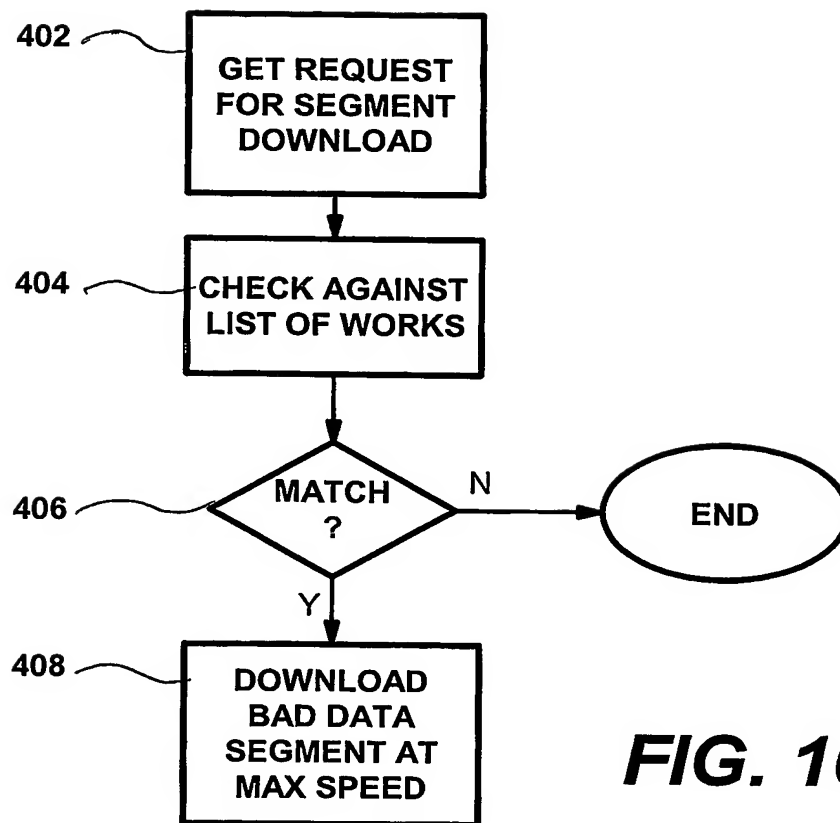 402
GET REQUEST
FOR SEGMENT
DOWNLOAD
404
CHECK AGAINST
LIST OF WORKS
406
MATCH
?
N
END
Y
408
DOWNLOAD
BAD DATA
SEGMENT AT
MAX SPEED
FIG.